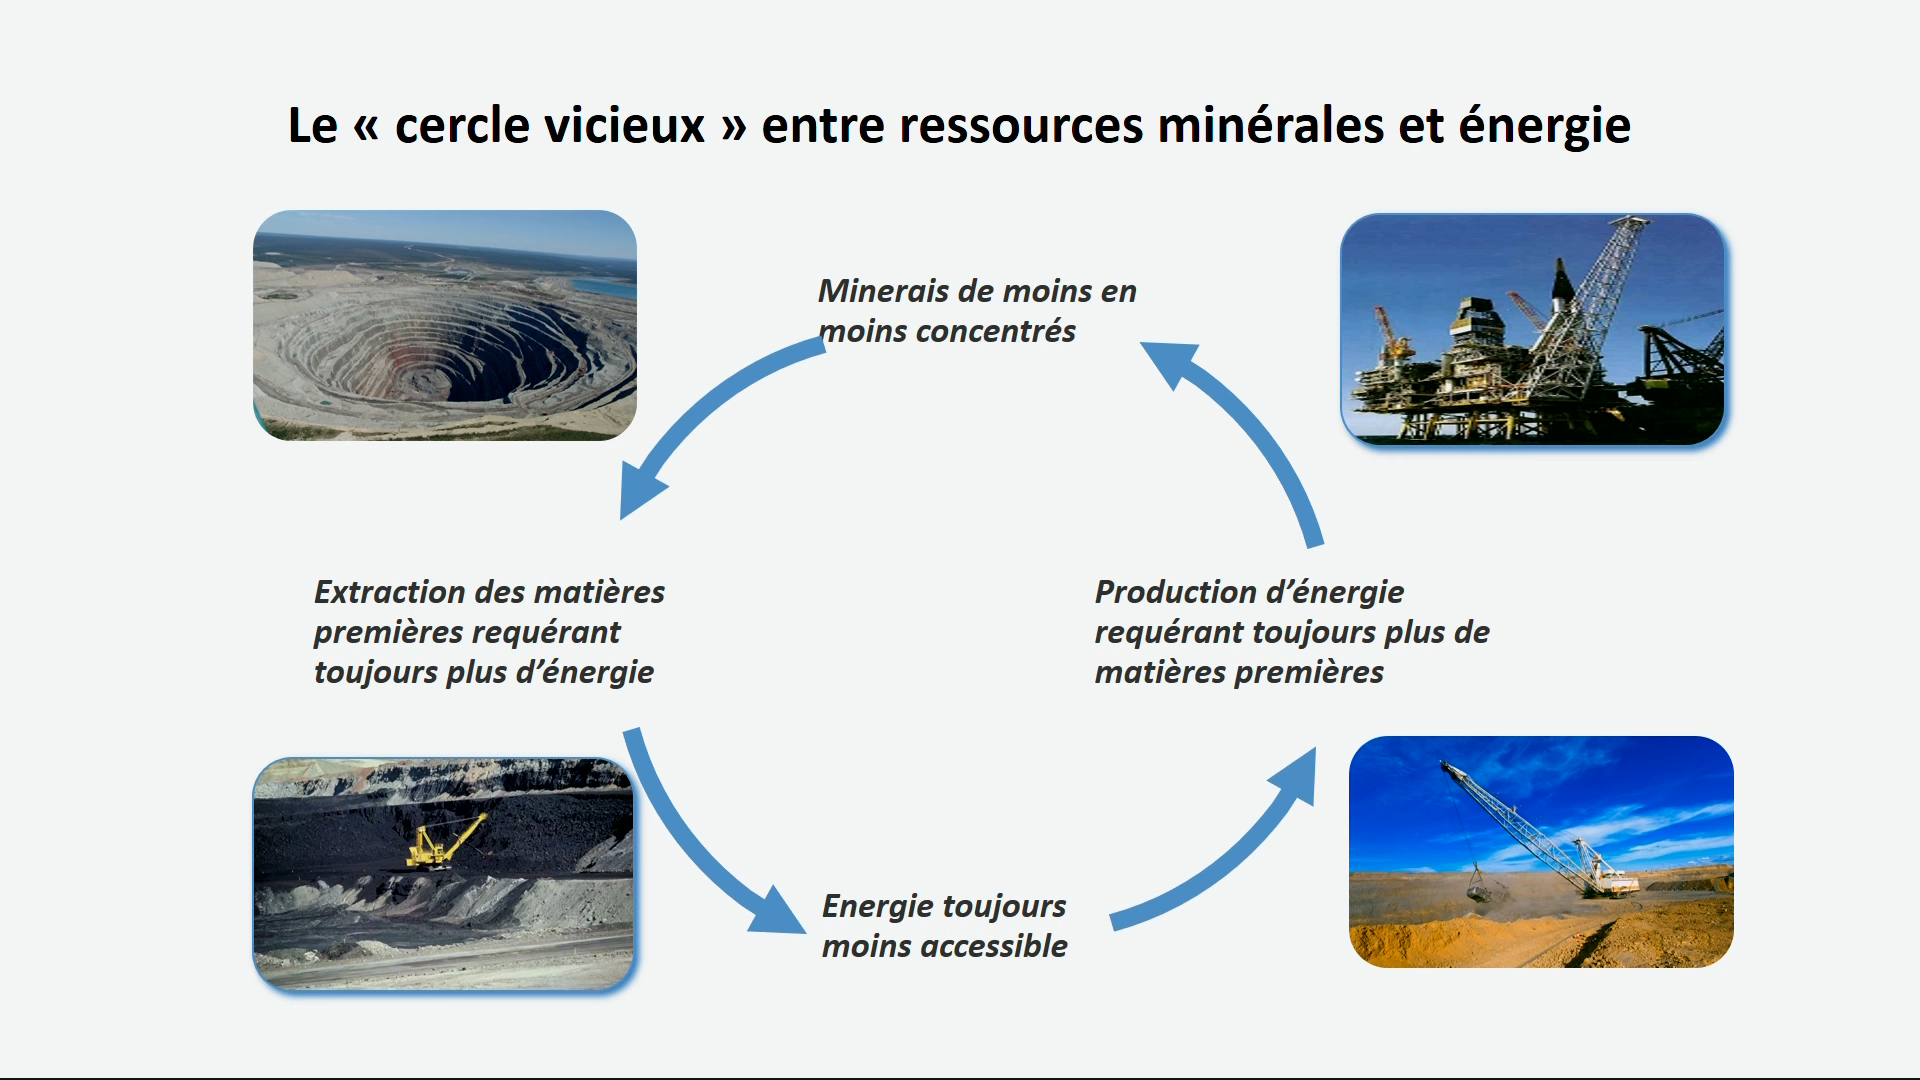 Le « cercle vicieux » entre ressources minérales et énergie
Minerais de moins en
moins concentrés
Extraction des matières
premières requérant
toujours plus d’énergie
Production d’énergie
requérant toujours plus de
matières premières
Energie toujours
moins accessible